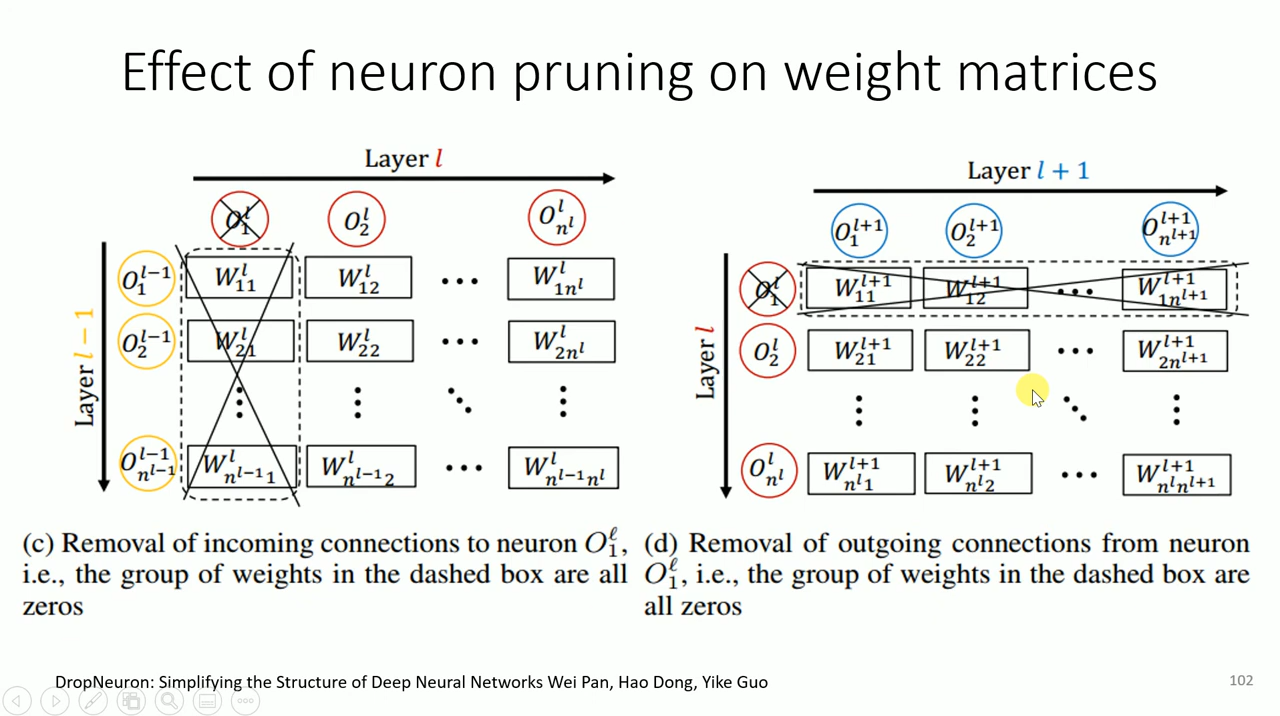 Effect of neuron pruning on weight matrices
Layer l
O_1^l O_2^l O_{n^l}^l
Layer l − 1
O_1^{l-1} W_{11}^l W_{12}^l ⋯ W_{1n^l}^l
O_2^{l-1} W_{21}^l W_{22}^l ⋯ W_{2n^l}^l
⋮ ⋮ ⋱ ⋮
O_{n^{l-1}}^{l-1} W_{n^{l-1}1}^l W_{n^{l-1}2}^l ⋯ W_{n^{l-1}n^l}^l
(c) Removal of incoming connections to neuron O_1^ℓ,
i.e., the group of weights in the dashed box are all
zeros
Layer l + 1
O_1^{l+1} O_2^{l+1} O_{n^{l+1}}^{l+1}
Layer l
O_1^l W_{11}^{l+1} W_{12}^{l+1} ⋯ W_{1n^{l+1}}^{l+1}
O_2^l W_{21}^{l+1} W_{22}^{l+1} ⋯ W_{2n^{l+1}}^{l+1}
⋮ ⋮ ⋱ ⋮
O_{n^l}^l W_{n^l1}^{l+1} W_{n^l2}^{l+1} ⋯ W_{n^ln^{l+1}}^{l+1}
(d) Removal of outgoing connections from neuron
O_1^ℓ, i.e., the group of weights in the dashed box are
all zeros
DropNeuron: Simplifying the Structure of Deep Neural Networks Wei Pan, Hao Dong, Yike Guo
102